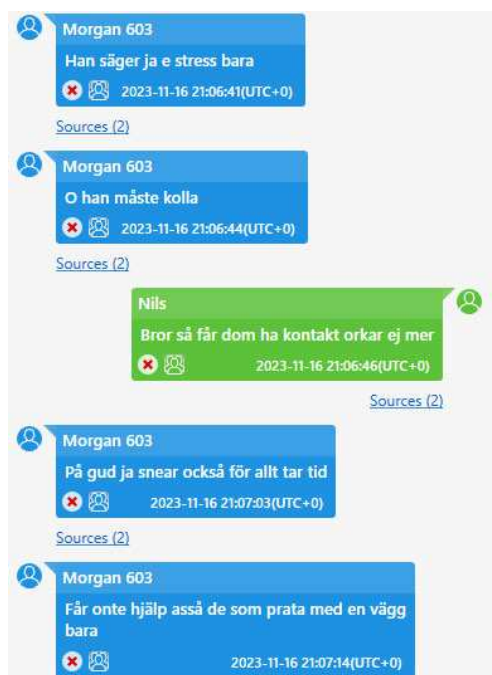 Morgan 603
Han säger ja e stress bara
2023-11-16 21:06:41(UTC+0)
Sources (2)
Morgan 603
O han måste kolla
2023-11-16 21:06:44(UTC+0)
Sources (2)
Nils
Bror så får dom ha kontakt orkar ej mer
2023-11-16 21:06:46(UTC+0)
Sources (2)
Morgan 603
På gud ja snear också för allt tar tid
2023-11-16 21:07:03(UTC+0)
Sources (2)
Morgan 603
Får onte hjälp asså de som prata med en vägg
bara
2023-11-16 21:07:14(UTC+0)